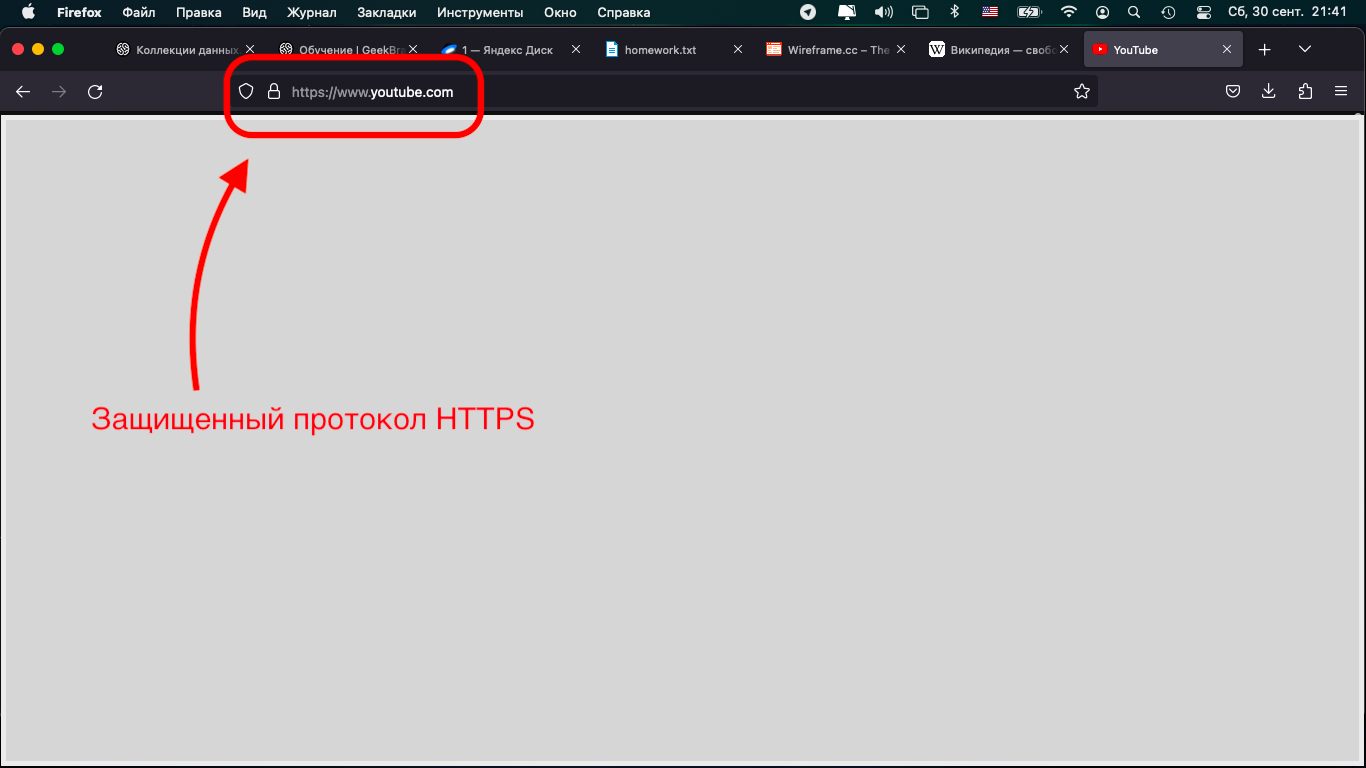 Firefox Файл Правка Вид Журнал Закладки Инструменты Окно Справка Сб, 30 сент. 21:41
Коллекции данных. Обучение | GeekBra 1 — Яндекс Диск homework.txt Wireframe.cc – The W Википедия — своб YouTube
https://www.youtube.com
Защищенный протокол HTTPS